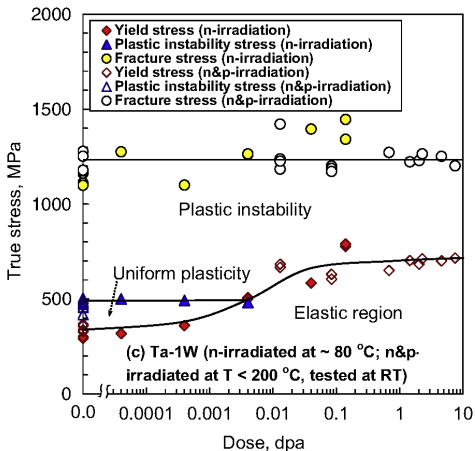 2000
1500
1000
500
0
True stress, MPa
Yield stress (n-irradiation)
Plastic instability stress (n-irradiation)
Fracture stress (n-irradiation)
Yield stress (n&p-irradiation)
Plastic instability stress (n&p-irradiation)
Fracture stress (n&p-irradiation)
Plastic instability
Uniform plasticity
Elastic region
(c) Ta-1W (n-irradiated at ~ 80 °C; n&p-
irradiated at T < 200 °C, tested at RT)
0.0 0.0001 0.001 0.01 0.1 1 10
Dose, dpa